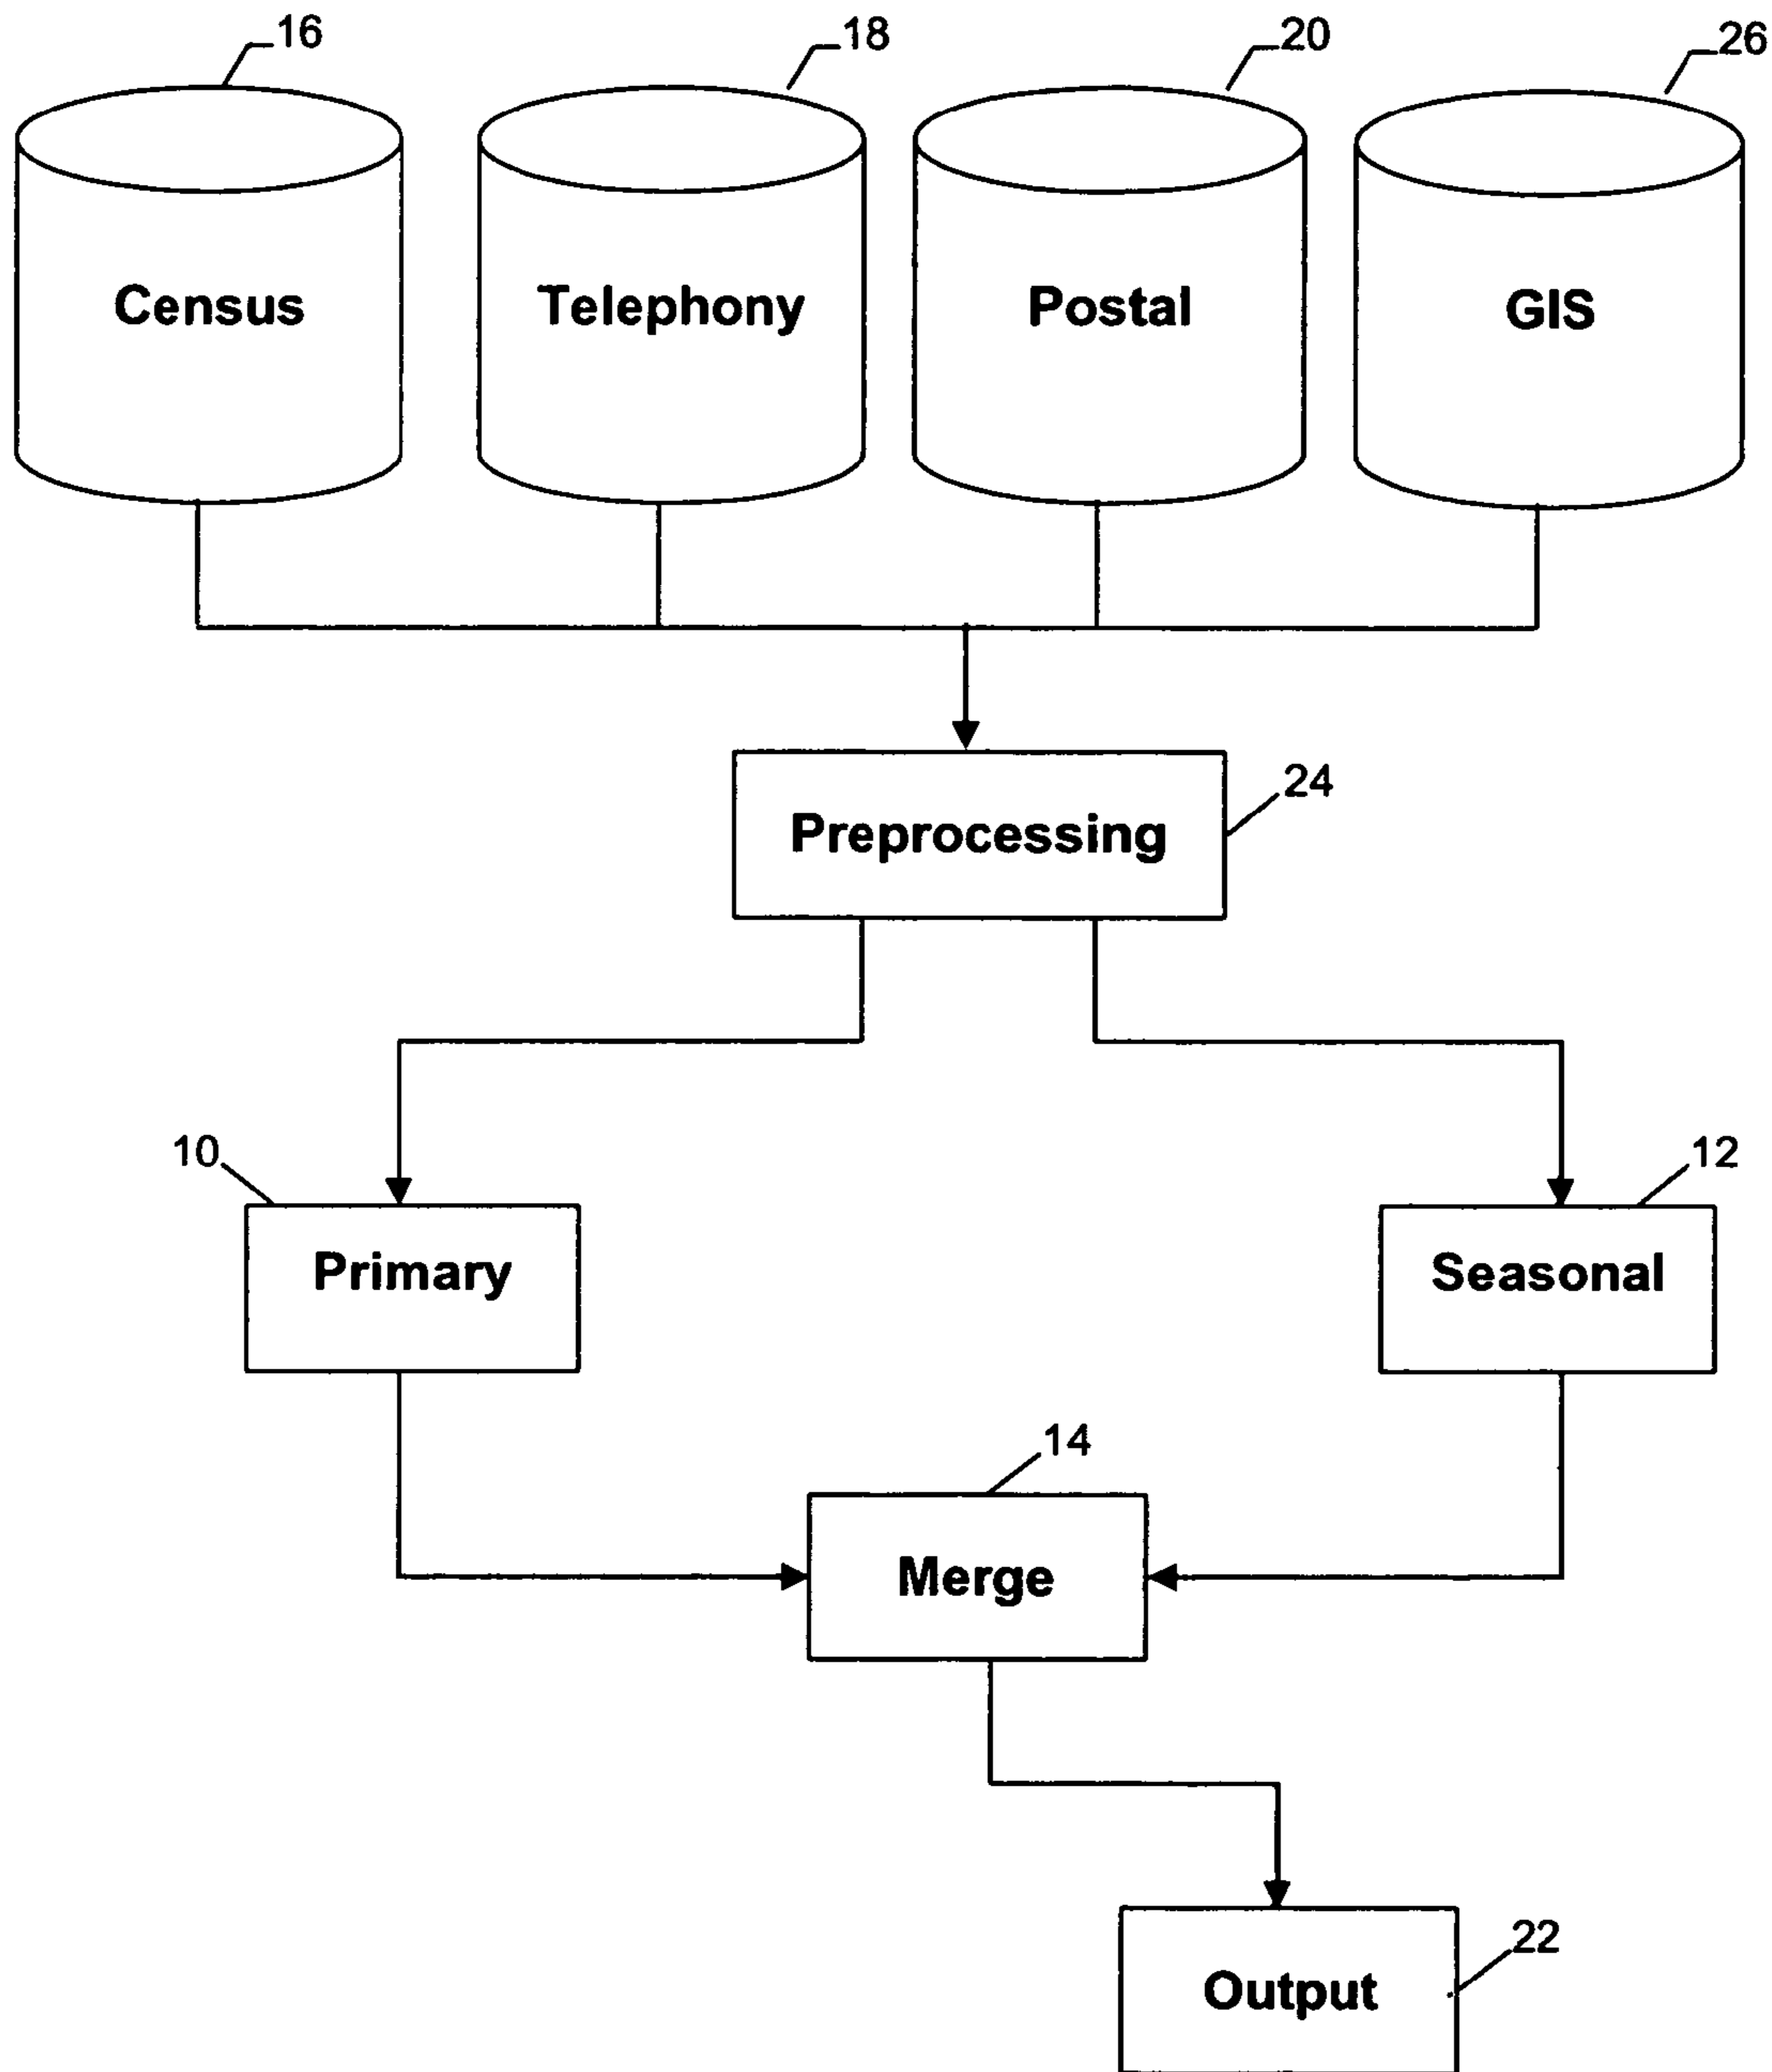 16
18
20
26
Census
Telephony
Postal
GIS
24
Preprocessing
10
12
Primary
Seasonal
14
Merge
22
Output